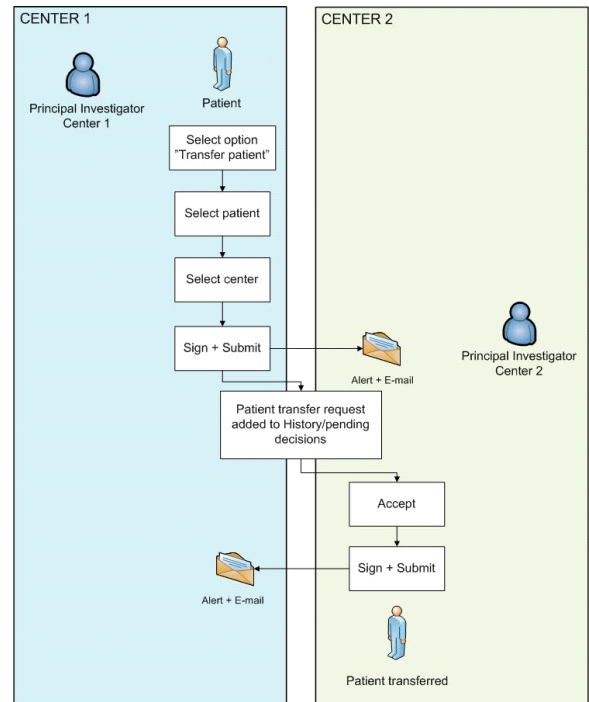 CENTER 1
CENTER 2
Principal Investigator
Center 1
Patient
Select option
"Transfer patient"
Select patient
Select center
Sign + Submit
Alert + E-mail
Principal Investigator
Center 2
Patient transfer request
added to History/pending
decisions
Accept
Sign + Submit
Alert + E-mail
Patient transferred